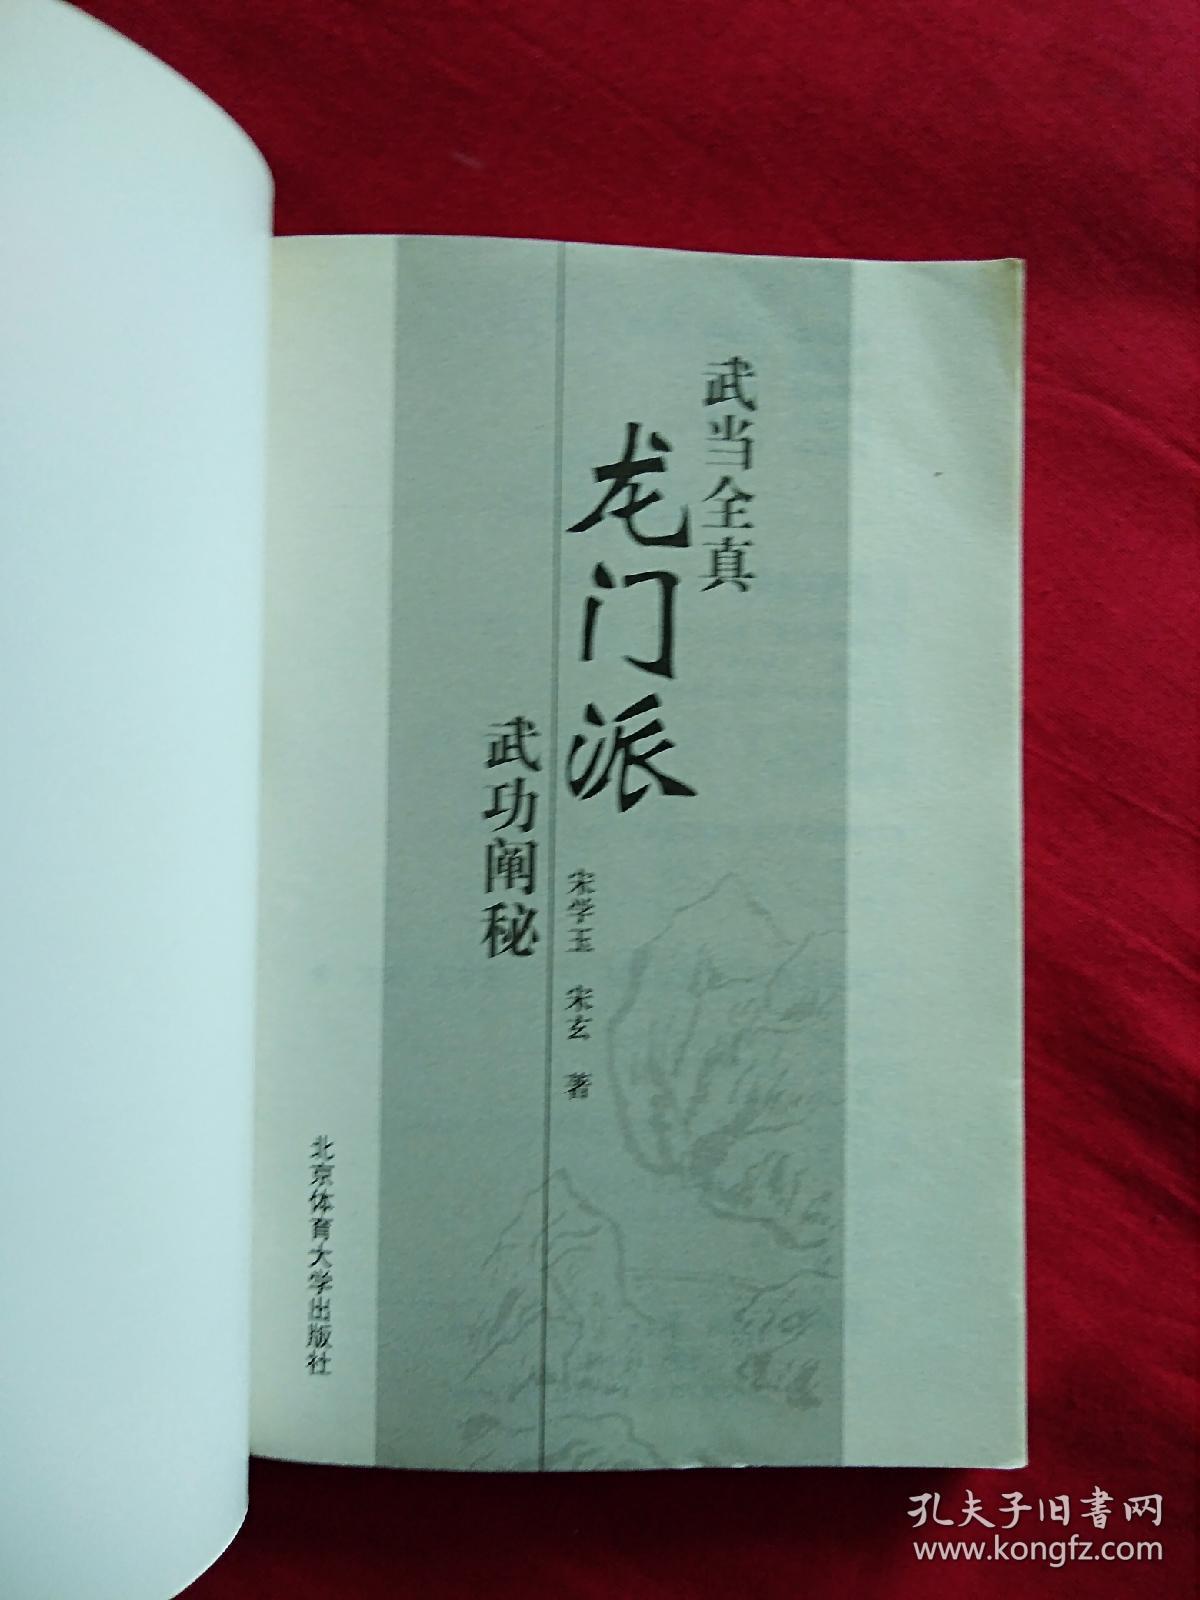 武当全真
龙门派
武功阐秘
宋学玉 宋玄 著
北京体育大学出版社
孔夫子旧书网
www.kongfz.com